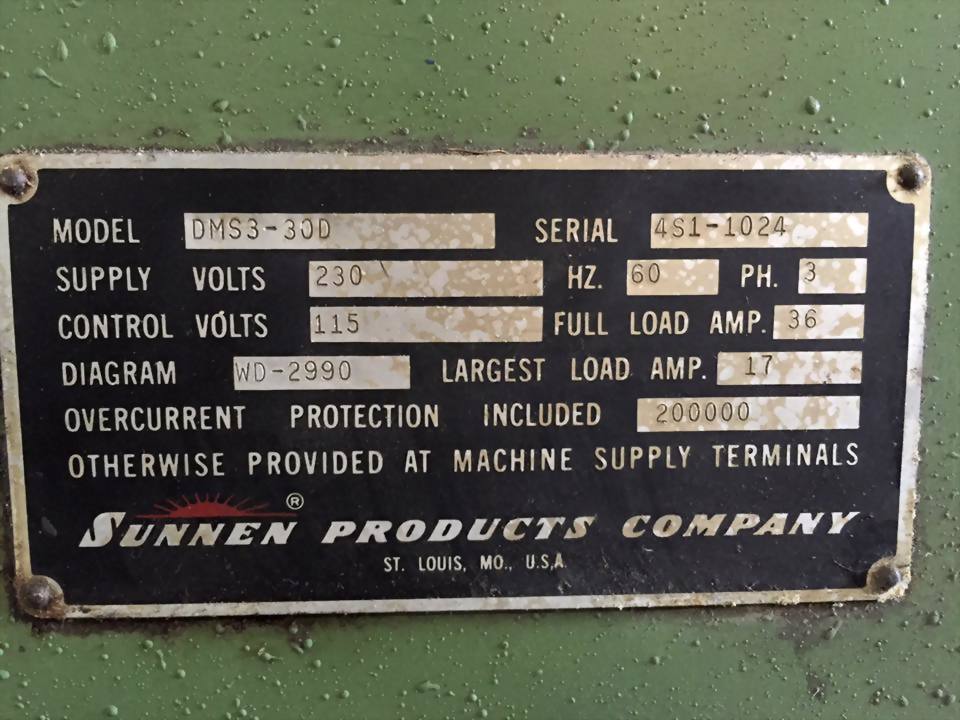 MODEL DMS3-30D SERIAL 4S1-1024
SUPPLY VOLTS 230 HZ. 60 PH. 3
CONTROL VOLTS 115 FULL LOAD AMP. 36
DIAGRAM WD-2990 LARGEST LOAD AMP. 17
OVERCURRENT PROTECTION INCLUDED 200000
OTHERWISE PROVIDED AT MACHINE SUPPLY TERMINALS
SUNNEN® PRODUCTS COMPANY
ST. LOUIS, MO., U.S.A